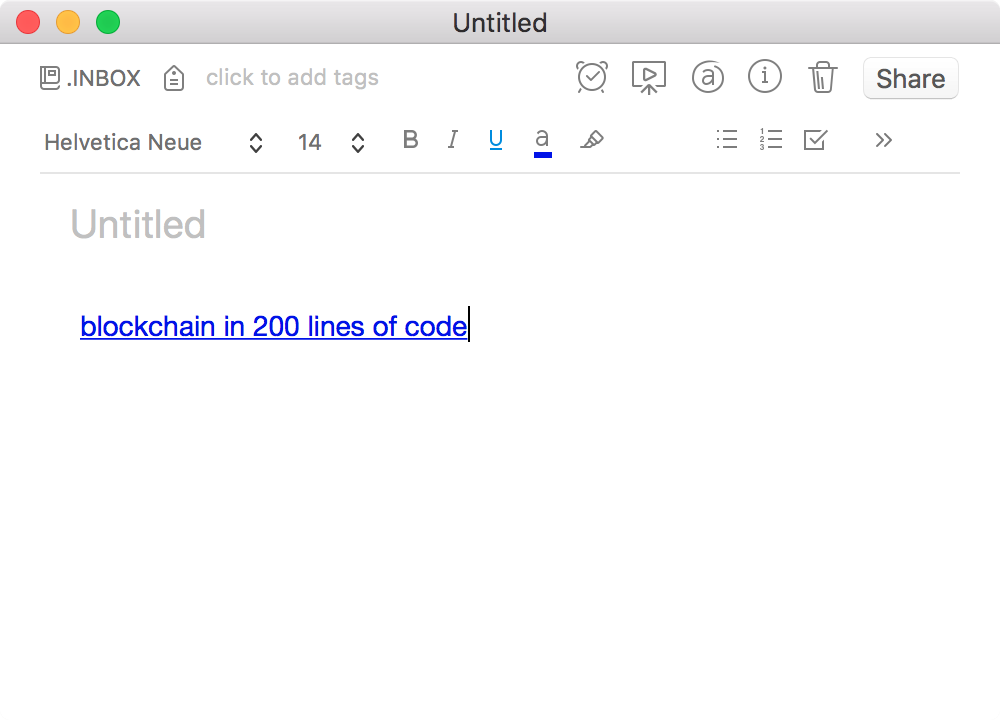 Untitled
.INBOX click to add tags Share
Helvetica Neue 14 B I U a
Untitled
blockchain in 200 lines of code